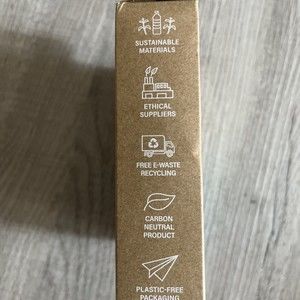 SUSTAINABLE
MATERIALS
ETHICAL
SUPPLIERS
FREE E-WASTE
RECYCLING
CARBON
NEUTRAL
PRODUCT
PLASTIC-FREE
PACKAGING